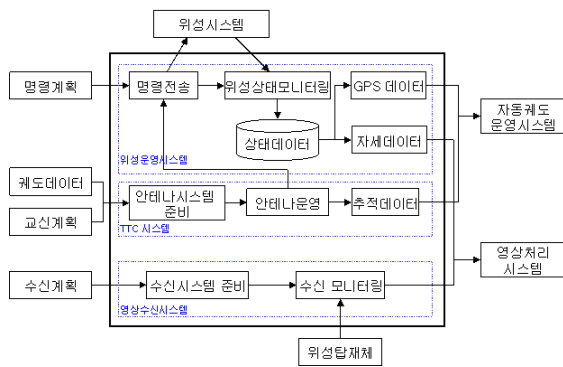 위성시스템
명령계획
명령전송
위성상태모니터링
GPS 데이터
자동궤도
운영시스템
상태데이터
자세데이터
위성운영시스템
궤도데이터
교신계획
안테나시스템
준비
안테나운영
추적데이터
TTC 시스템
영상처리
시스템
수신계획
수신시스템 준비
수신 모니터링
영상수신시스템
위성탑재체